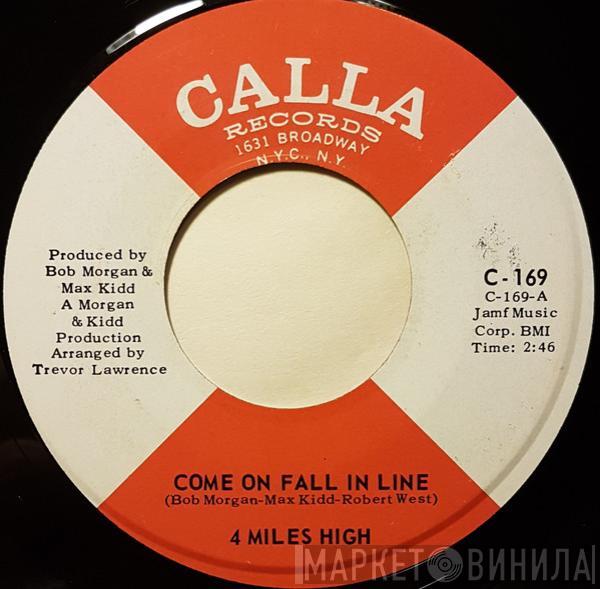 CALLA
RECORDS
1631 BROADWAY
N.Y.C., N.Y.
Produced by
Bob Morgan &
Max Kidd
A Morgan
& Kidd
Production
Arranged by
Trevor Lawrence
C-169
C-169-A
Jamf Music
Corp. BMI
Time: 2:46
COME ON FALL IN LINE
(Bob Morgan-Max Kidd-Robert West)
4 MILES HIGH
МАРКЕТ ВИНИЛА